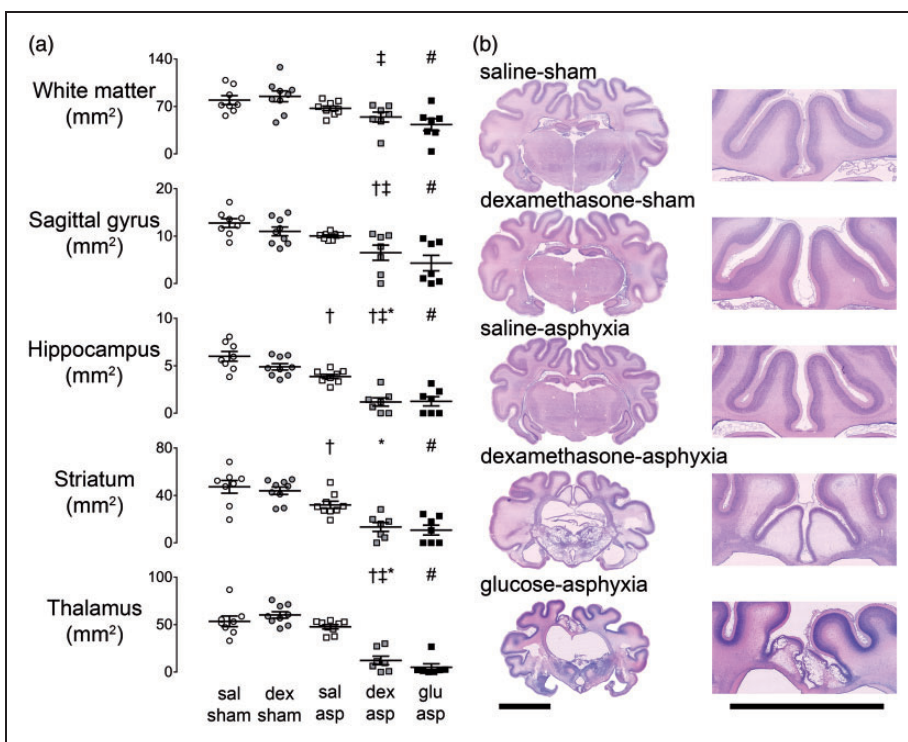 (a)
White matter
(mm²)
140
70
0
‡
#
Sagittal gyrus
(mm²)
20
10
0
†‡
#
Hippocampus
(mm²)
10
5
0
†
†‡*
#
Striatum
(mm²)
80
40
0
†
*
#
Thalamus
(mm²)
100
50
0
†‡*
#
sal
sham
dex
sham
sal
asp
dex
asp
glu
asp
(b)
saline-sham
dexamethasone-sham
saline-asphyxia
dexamethasone-asphyxia
glucose-asphyxia